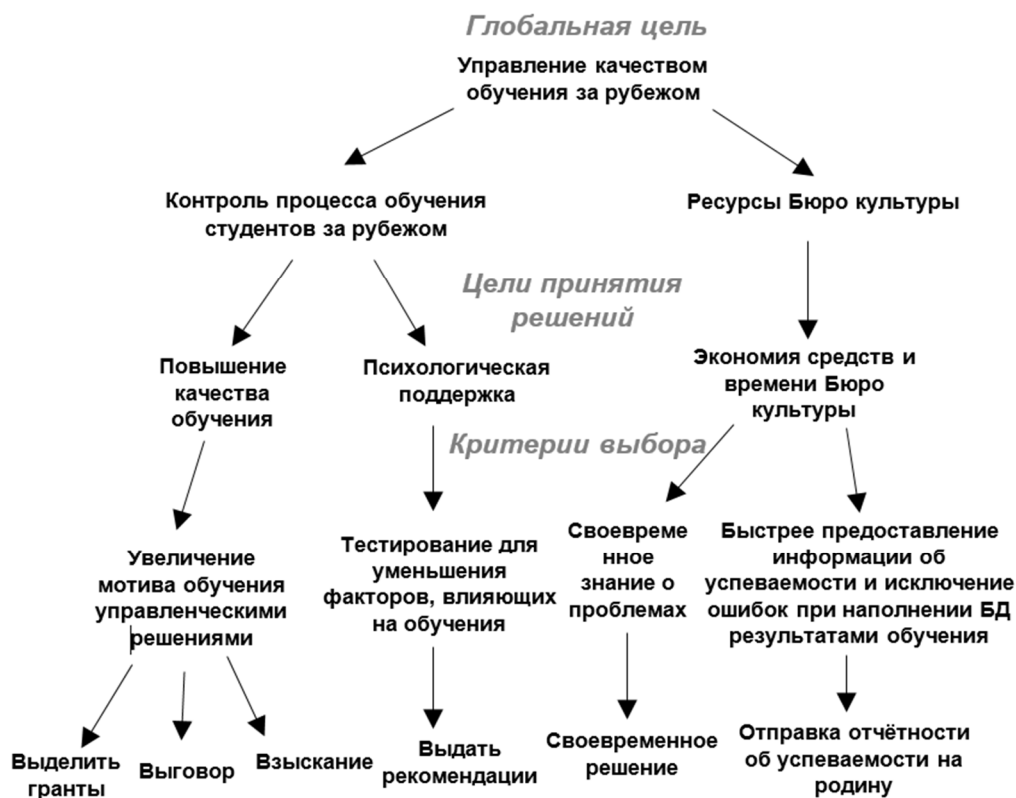 Глобальная цель
Управление качеством
обучения за рубежом
Контроль процесса обучения
студентов за рубежом
Ресурсы Бюро культуры
Цели принятия
решений
Повышение
качества
обучения
Психологическая
поддержка
Экономия средств и
времени Бюро
культуры
Критерии выбора
Увеличение
мотива обучения
управленческими
решениями
Тестирование для
уменьшения
факторов, влияющих
на обучения
Своевреме
нное
знание о
проблемах
Быстрее предоставление
информации об
успеваемости и исключение
ошибок при наполнении БД
результатами обучения
Выделить
гранты
Выговор
Взыскание
Выдать
рекомендации
Своевременное
решение
Отправка отчётности
об успеваемости на
родину